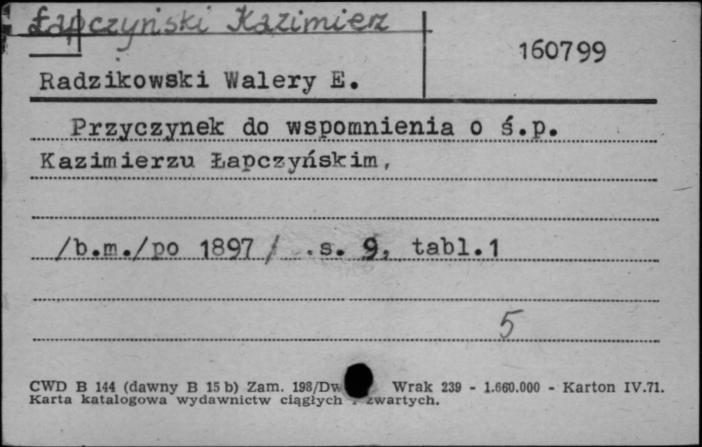 Łapczyński Kazimierz
160799
Radzikowski Walery E.
Przyczynek do wspomnienia o ś.p.
Kazimierzu Łapczyńskim,
/b.m./po 1897/ .s. 9, tabl.1
5
CWD B 144 (dawny B 15 b) Zam. 198/Dw Wrak 239 - 1.660.000 - Karton IV.71.
Karta katalogowa wydawnictw ciągłych i zwartych.